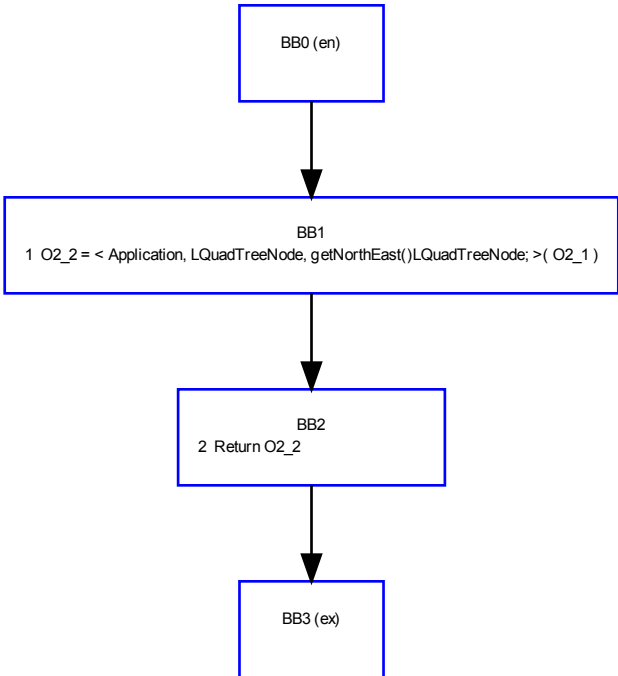 BB0 (en)
BB1
1 O2_2 = < Application, LQuadTreeNode, getNorthEast()LQuadTreeNode; >( O2_1 )
BB2
2 Return O2_2
BB3 (ex)